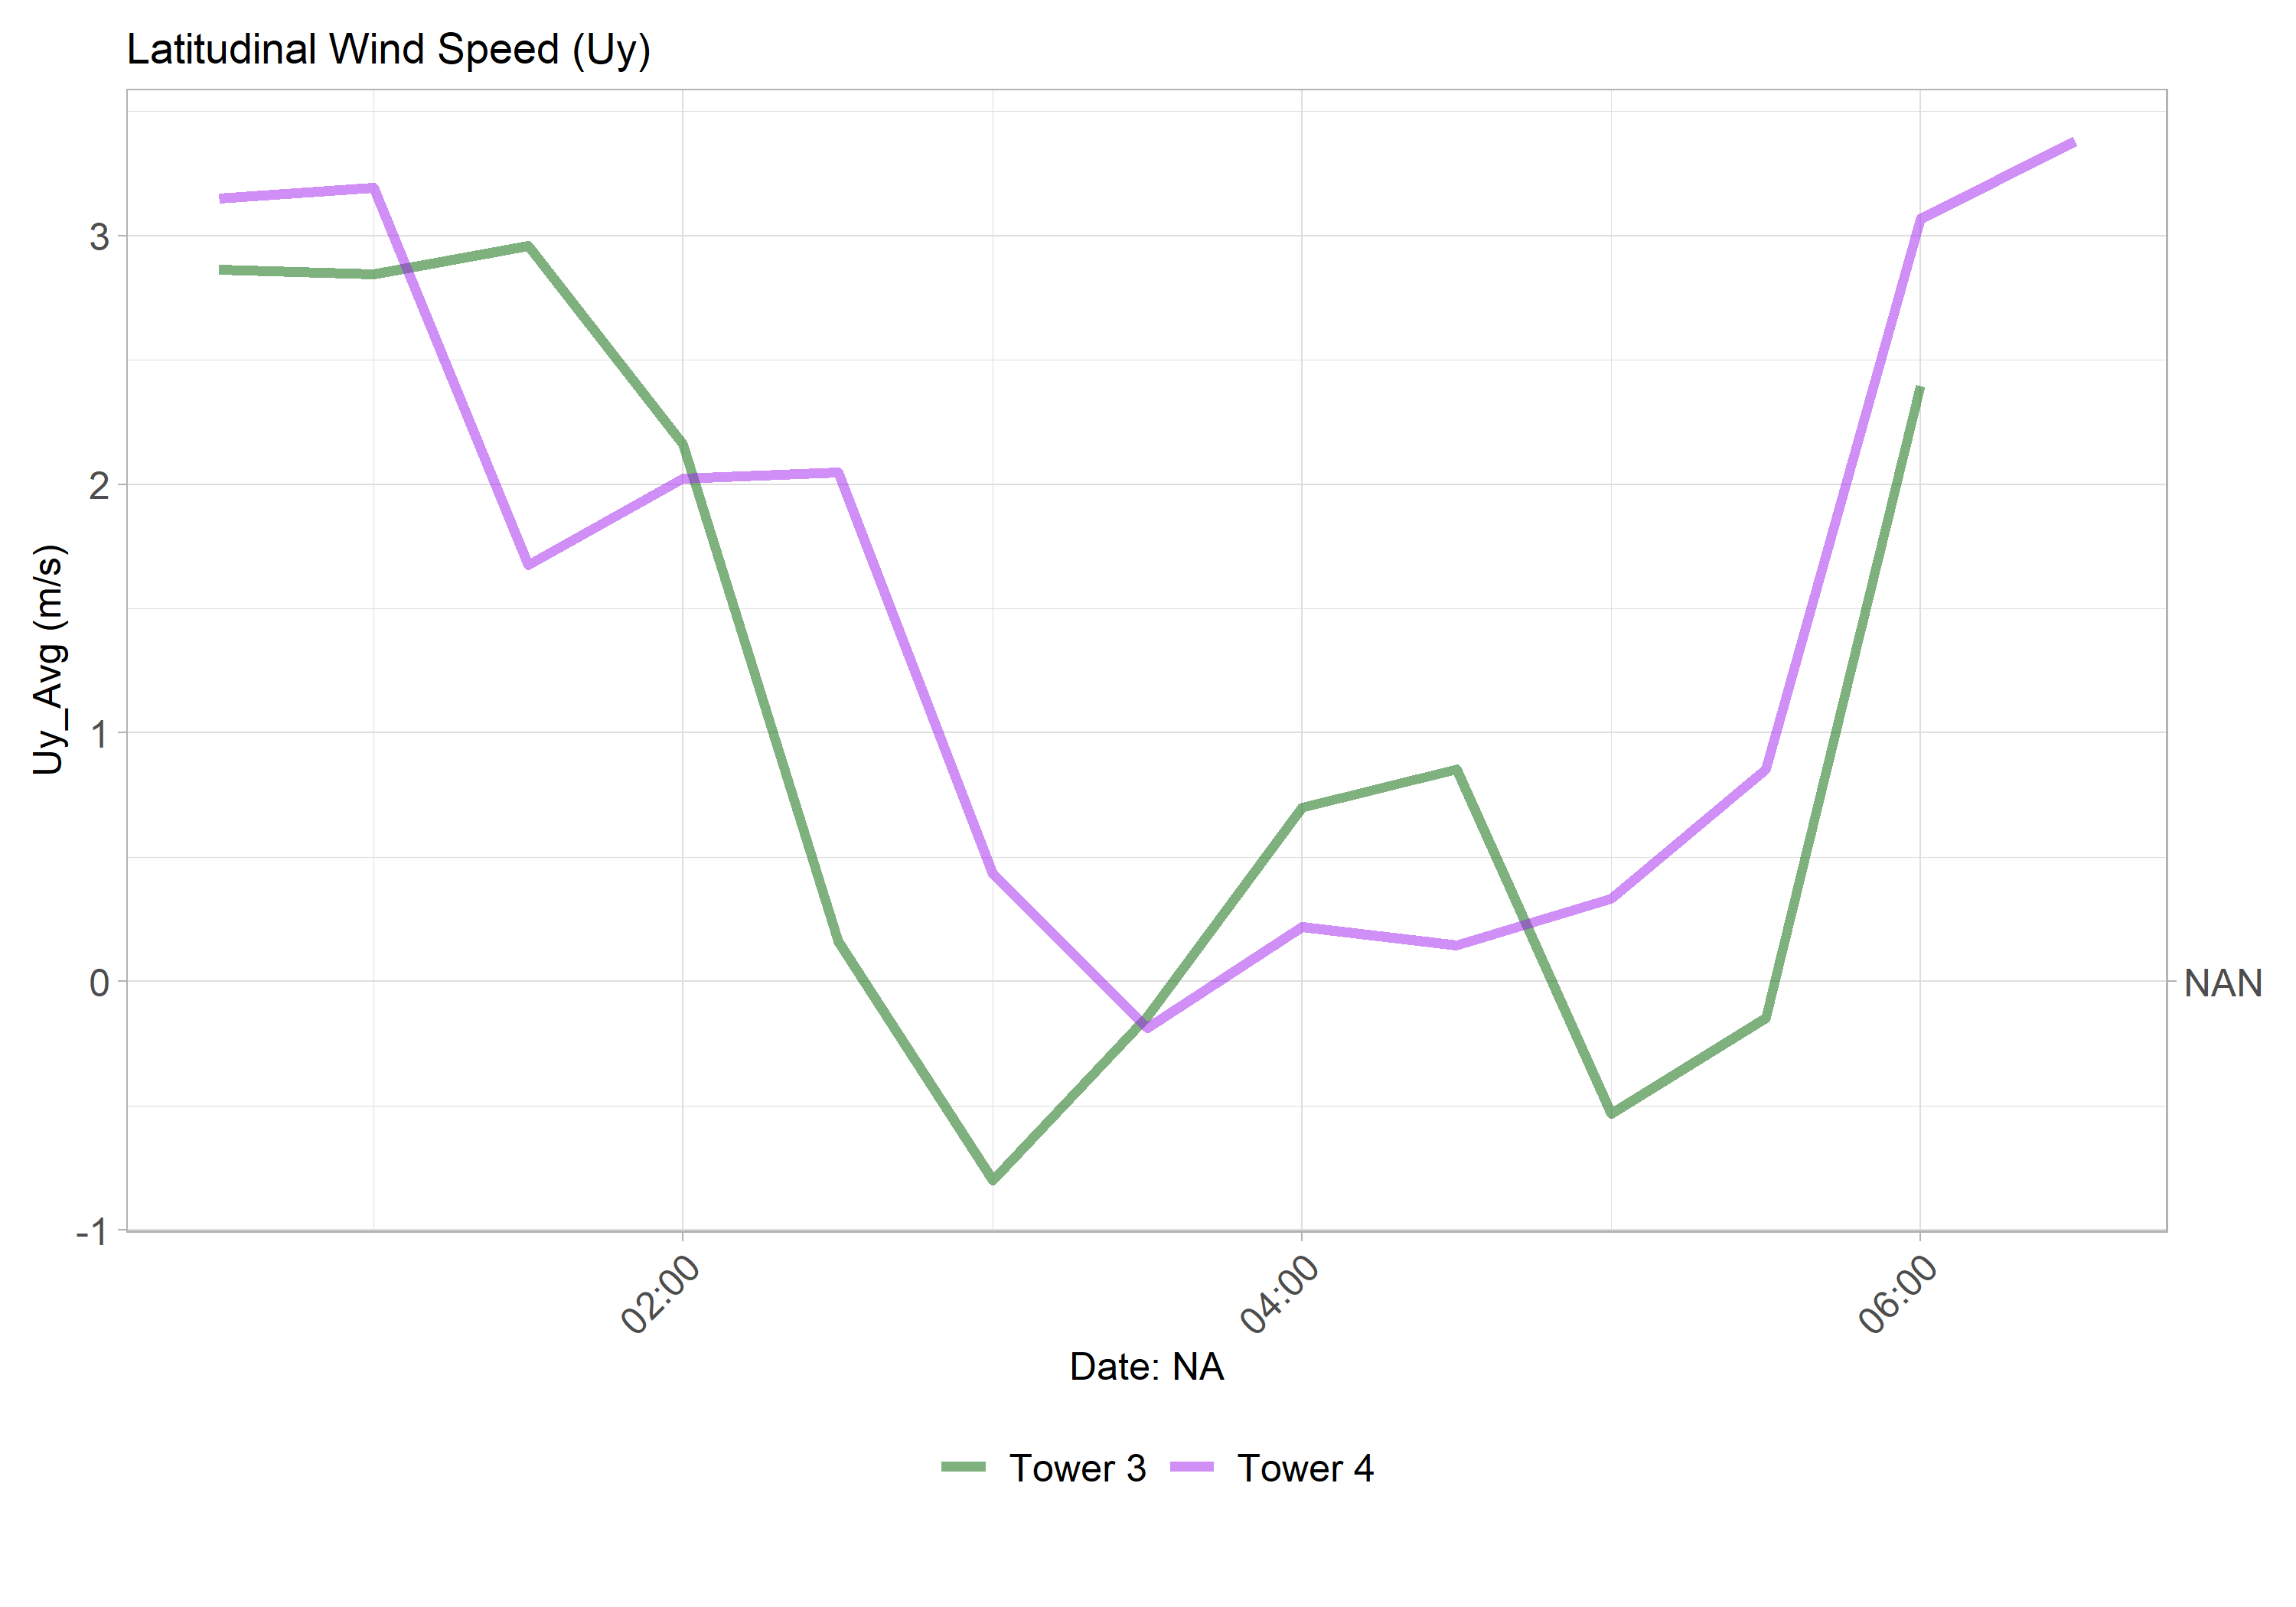 Latitudinal Wind Speed (Uy)
Uy_Avg (m/s)
3
2
1
0
-1
NAN
02:00
04:00
06:00
Date: NA
Tower 3
Tower 4